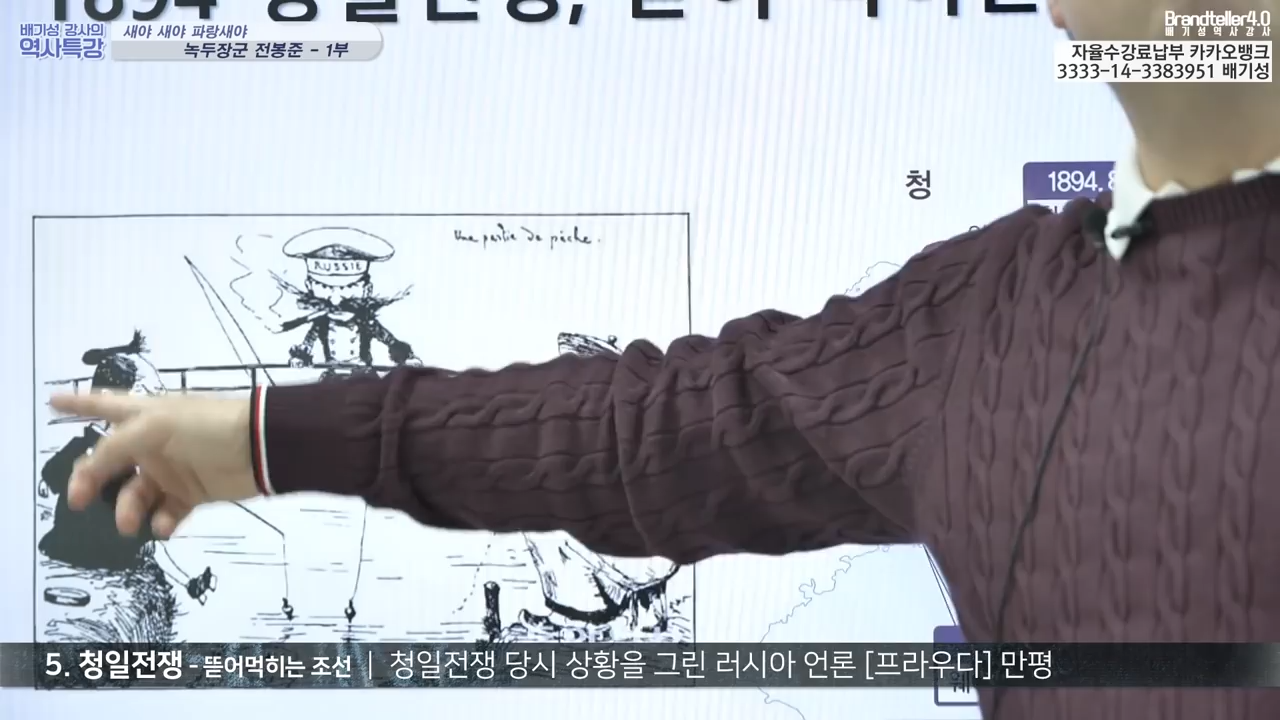 배기성 강사의
역사특강
새야 새야 파랑새야
녹두장군 전봉준 - 1부
Brandteller4.0
배기성역사강사
자율수강료납부 카카오뱅크
3333-14-3383951 배기성
청
1894.8
Une partie de pêche.
RUSSIE
5. 청일전쟁 - 뜯어먹히는 조선 | 청일전쟁 당시 상황을 그린 러시아 언론 [프라우다] 만평